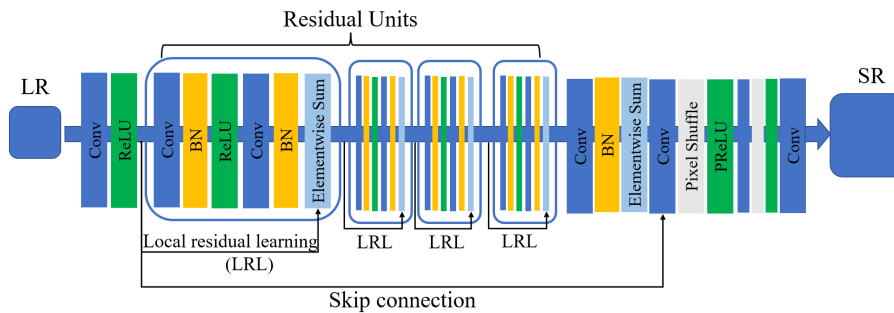 Residual Units
LR
SR
Conv
ReLU
Conv
BN
ReLU
Conv
BN
Elementwise Sum
Conv
BN
Elementwise Sum
Conv
Pixel Shuffle
PReLU
Conv
Local residual learning
(LRL)
LRL
LRL
LRL
Skip connection